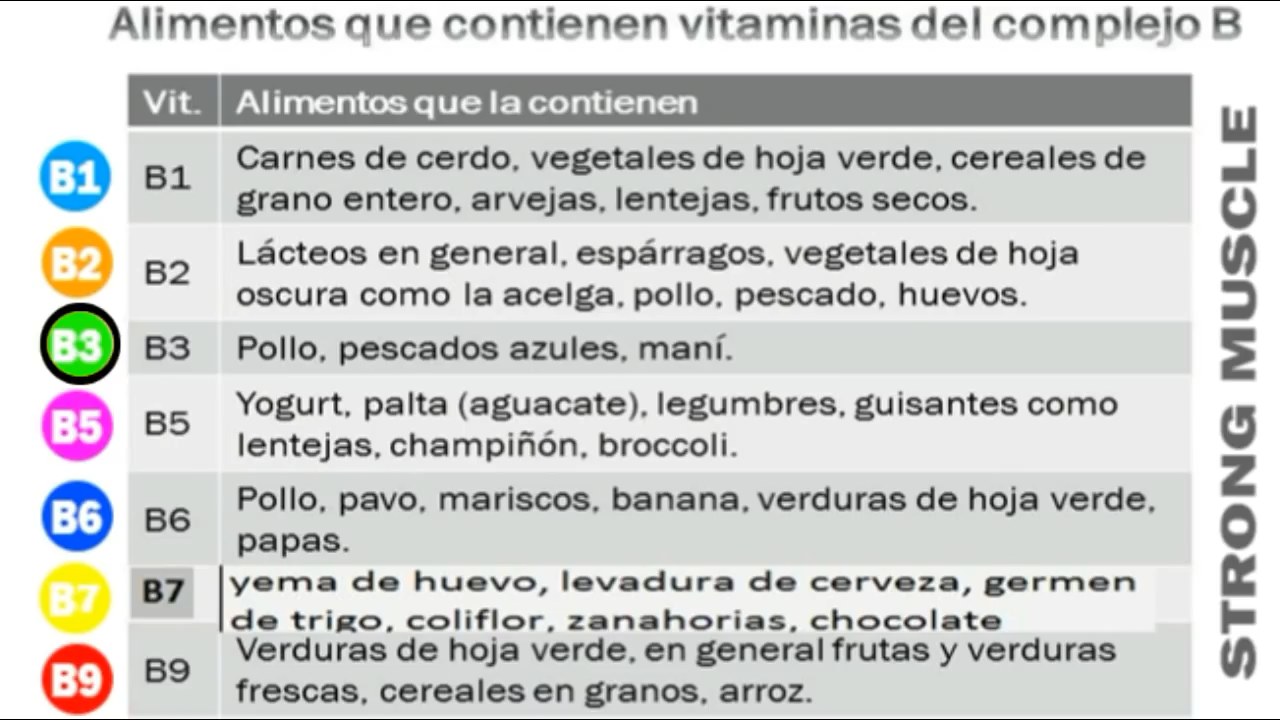 Alimentos que contienen vitaminas del complejo B
Vit. Alimentos que la contienen
B1 B1 Carnes de cerdo, vegetales de hoja verde, cereales de
grano entero, arvejas, lentejas, frutos secos.
B2 B2 Lácteos en general, espárragos, vegetales de hoja
oscura como la acelga, pollo, pescado, huevos.
B3 B3 Pollo, pescados azules, maní.
B5 B5 Yogurt, palta (aguacate), legumbres, guisantes como
lentejas, champiñón, broccoli.
B6 B6 Pollo, pavo, mariscos, banana, verduras de hoja verde,
papas.
B7 B7 yema de huevo, levadura de cerveza, germen
de trigo, coliflor, zanahorias, chocolate
B9 B9 Verduras de hoja verde, en general frutas y verduras
frescas, cereales en granos, arroz.
STRONG MUSCLE